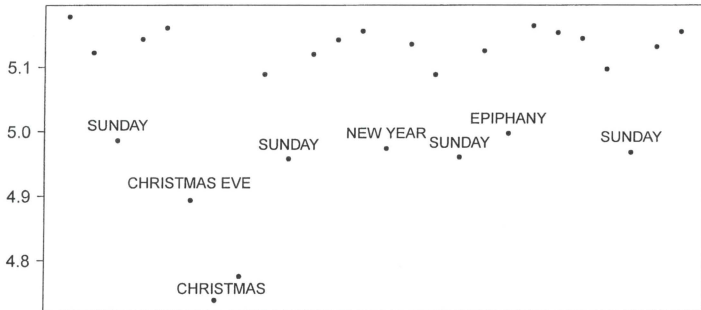 5.1
5.0
4.9
4.8
SUNDAY
CHRISTMAS EVE
CHRISTMAS
SUNDAY
NEW YEAR
SUNDAY
EPIPHANY
SUNDAY